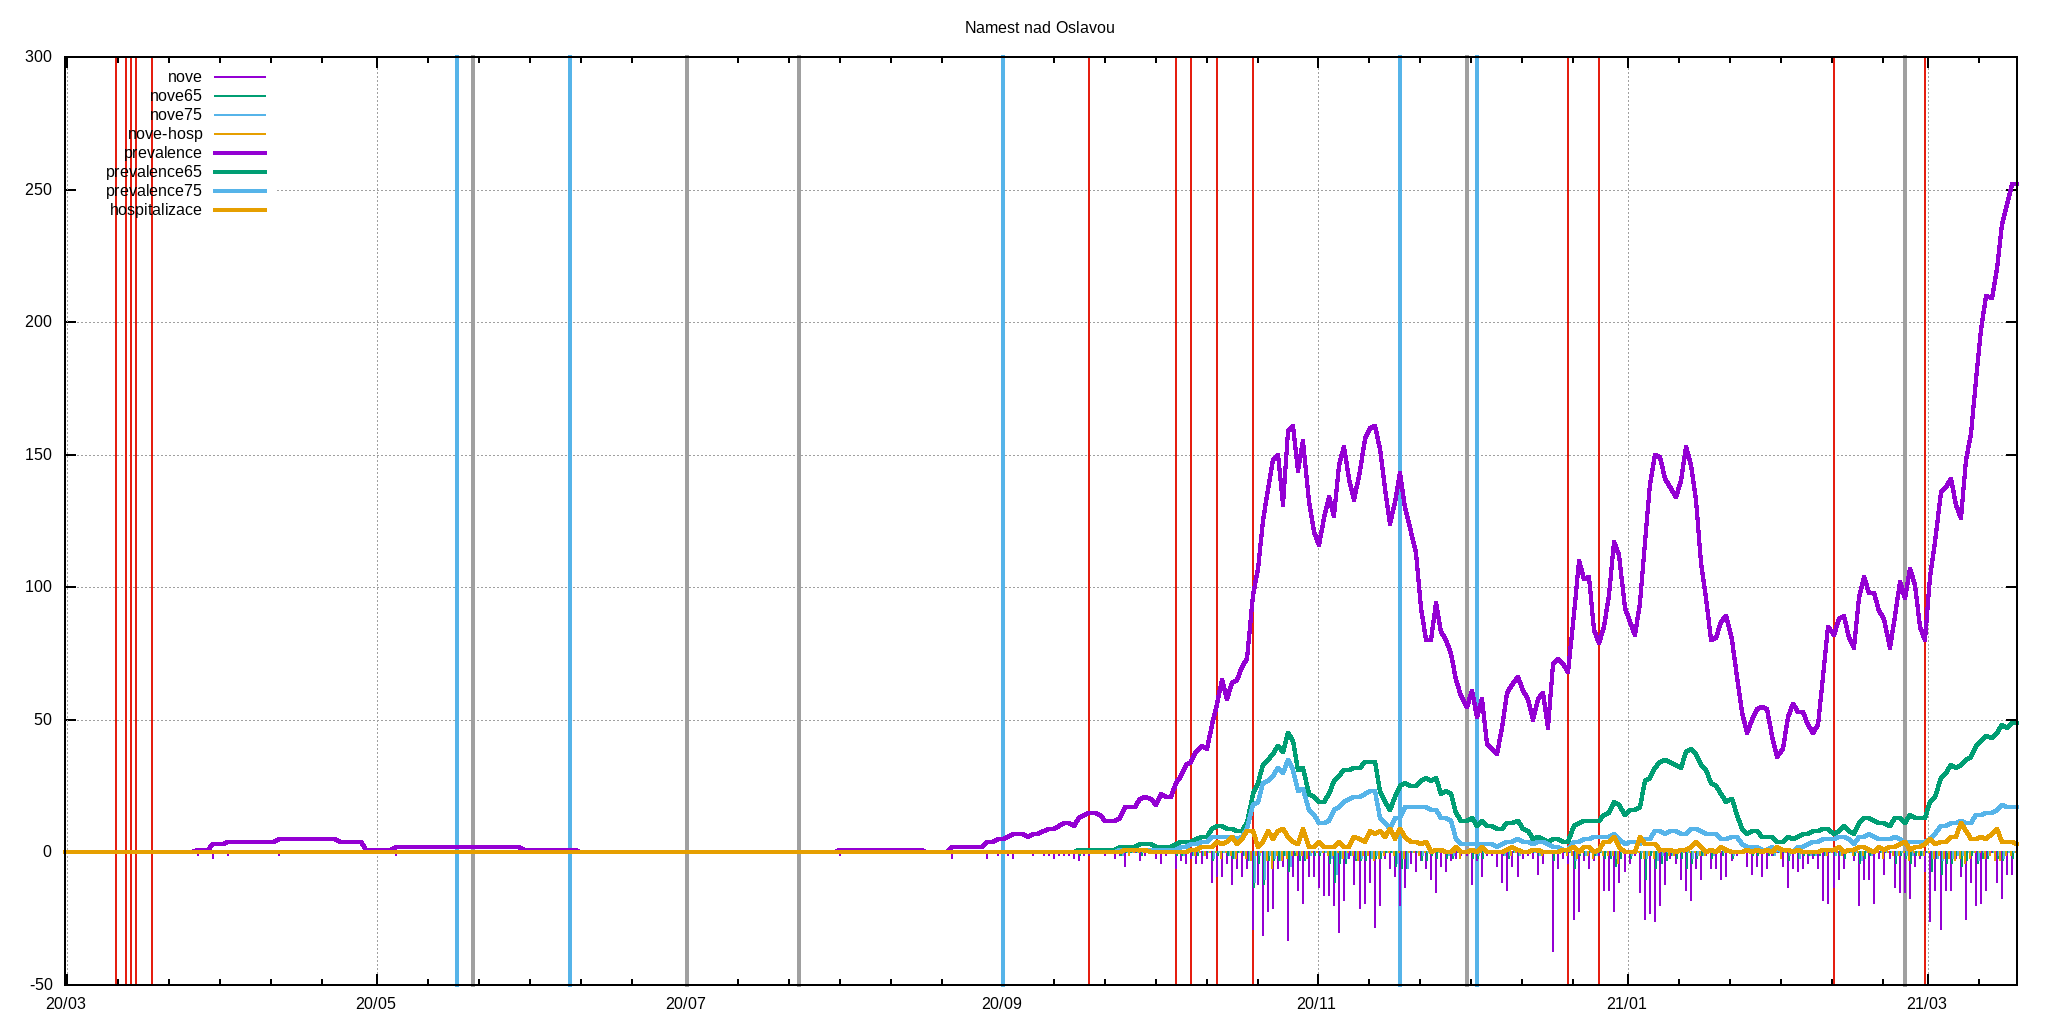 Namest nad Oslavou
300
nove
nove65
nove75
nove-hosp
prevalence
prevalence65
prevalence75
hospitalizace
250
200
150
100
50
0
-50
20/03 20/05 20/07 20/09 20/11 21/01 21/03